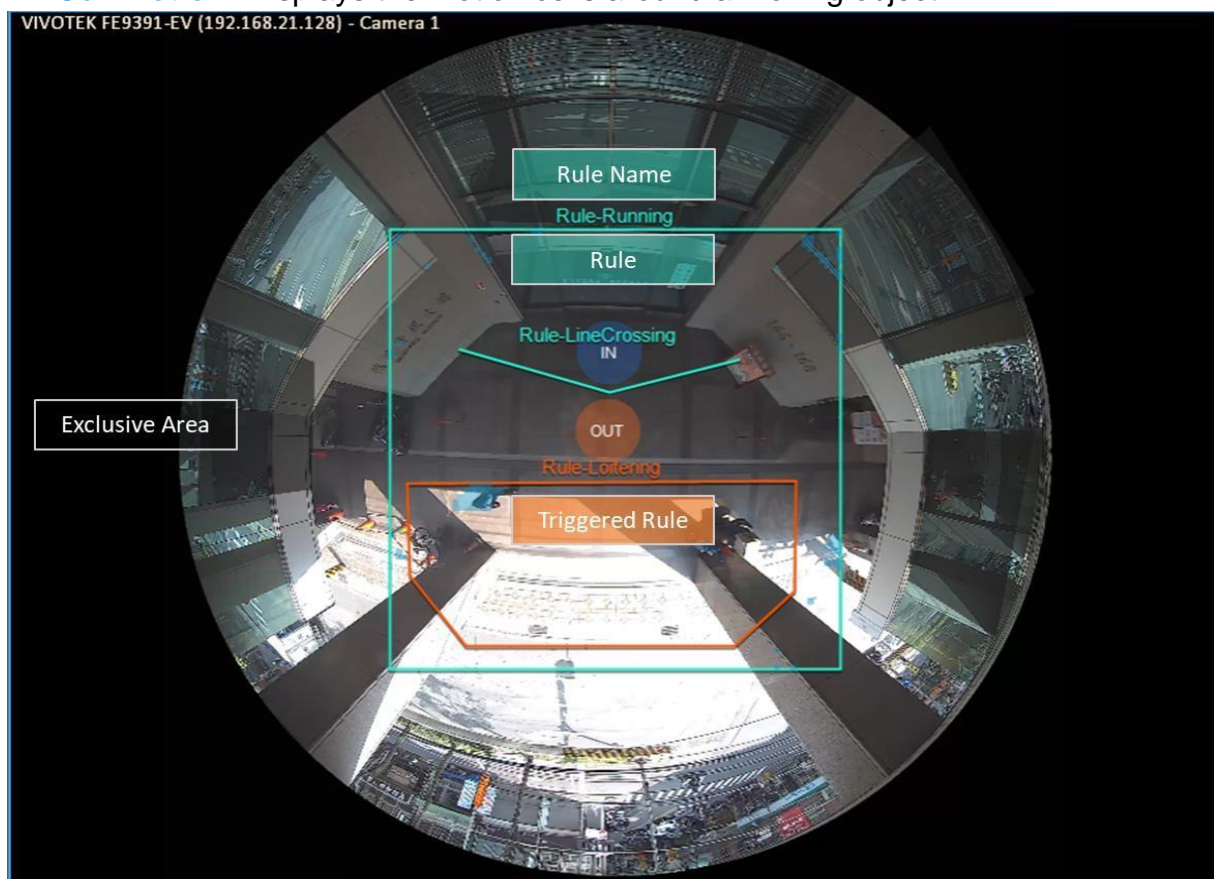 VIVOTEK FE9391-EV (192.168.21.128) - Camera 1
Rule Name
Rule-Running
Rule
Rule-LineCrossing
IN
Exclusive Area
OUT
Rule-Loitering
Triggered Rule